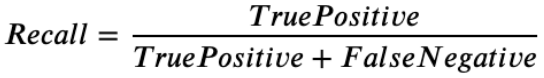 Recall = TruePositive / TruePositive + FalseNegative